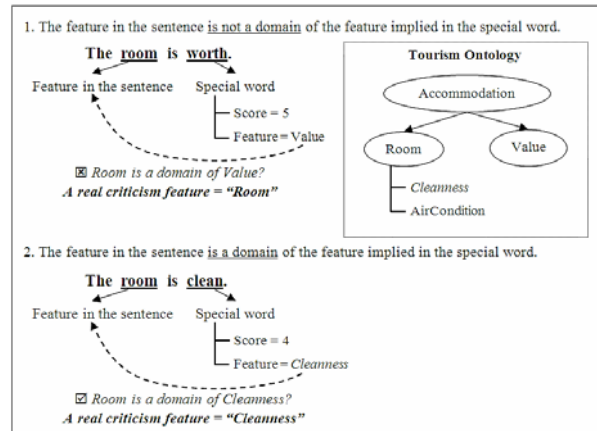 1. The feature in the sentence is not a domain of the feature implied in the special word.
The room is worth.
Feature in the sentence
Special word
Score = 5
Feature = Value
☒ Room is a domain of Value?
A real criticism feature = “Room”
Tourism Ontology
Accommodation
Room
Value
Cleanness
AirCondition
2. The feature in the sentence is a domain of the feature implied in the special word.
The room is clean.
Feature in the sentence
Special word
Score = 4
Feature = Cleanness
☑ Room is a domain of Cleanness?
A real criticism feature = “Cleanness”